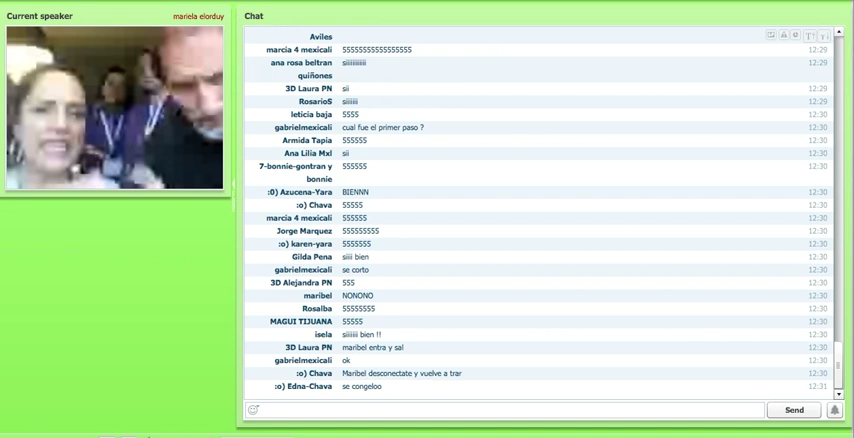 Current speaker mariela elorduy
Chat
Aviles
marcia 4 mexicali 55555555555555555 12:29
ana rosa beltran siiiiiiiiiii 12:29
quiñones
3D Laura PN sii 12:29
RosarioS siiiiiii 12:29
leticia baja 5555 12:30
gabrielmexicali cual fue el primer paso ? 12:30
Armida Tapia 555555 12:30
Ana Lilia Mxl sii 12:30
7-bonnie-gontran y 555555 12:30
bonnie
:0) Azucena-Yara BIENNN 12:30
:o) Chava 55555 12:30
marcia 4 mexicali 555555 12:30
Jorge Marquez 555555555 12:30
:o) karen-yara 5555555 12:30
Gilda Pena siiii bien 12:30
gabrielmexicali se corto 12:30
3D Alejandra PN 555 12:30
maribel NONONO 12:30
Rosalba 55555555 12:30
MAGUI TIJUANA 55555 12:30
isela siiiiiii bien !! 12:30
3D Laura PN maribel entra y sal 12:30
gabrielmexicali ok 12:30
:o) Chava Maribel desconectate y vuelve a trar 12:30
:o) Edna-Chava se congeloo 12:31
Send